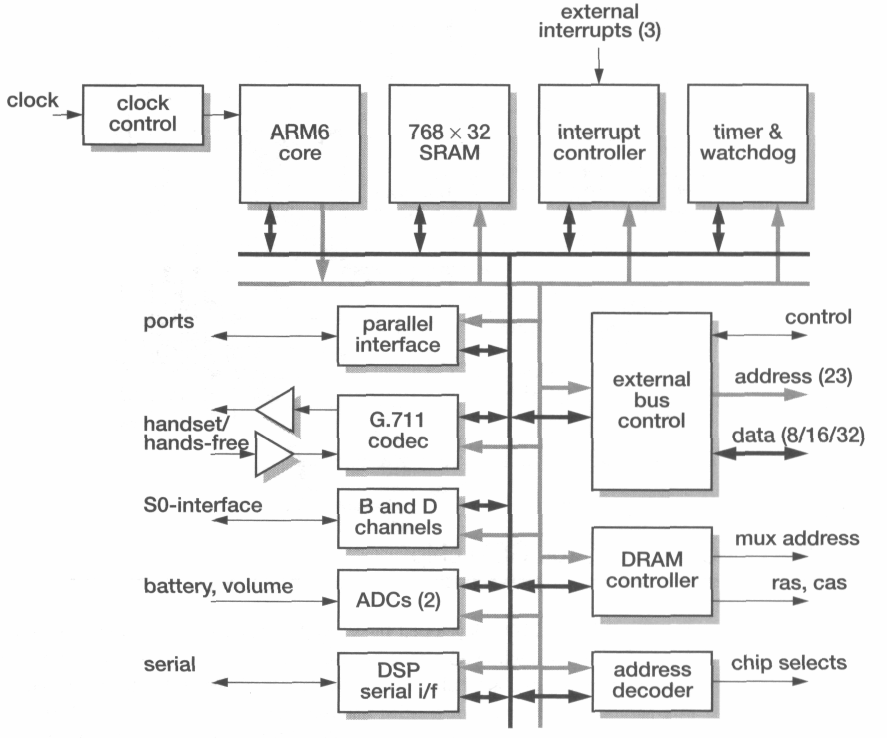 external
interrupts (3)
clock
clock
control
ARM6
core
768 × 32
SRAM
interrupt
controller
timer &
watchdog
ports
parallel
interface
handset/
hands-free
G.711
codec
S0-interface
B and D
channels
battery, volume
ADCs (2)
serial
DSP
serial i/f
external
bus
control
control
address (23)
data (8/16/32)
DRAM
controller
mux address
ras, cas
address
decoder
chip selects